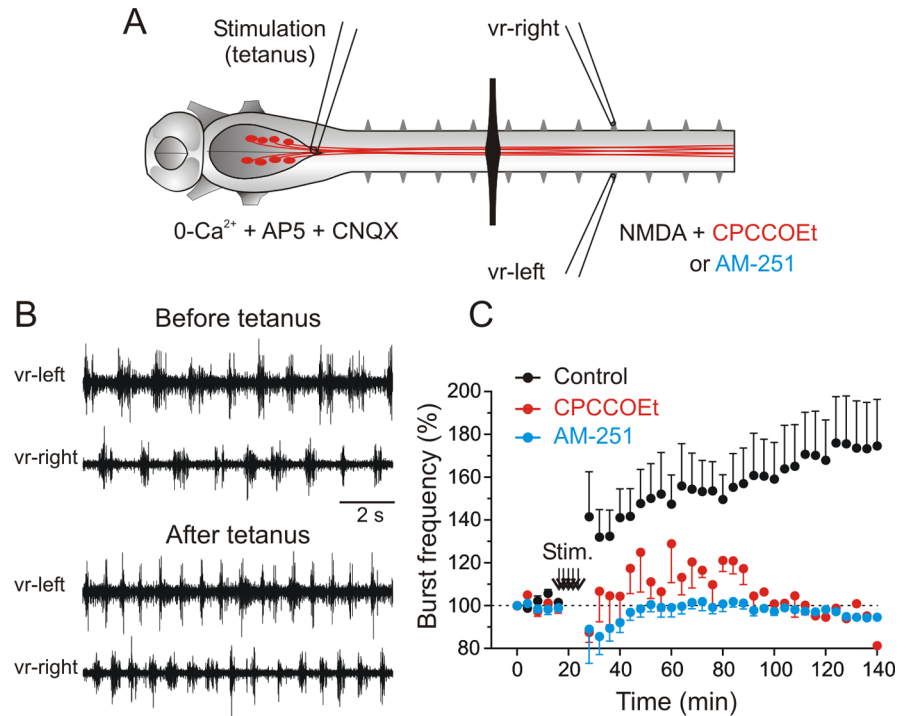 A
Stimulation
(tetanus)
vr-right
0-Ca²⁺ + AP5 + CNQX
NMDA + CPCCOEt
or AM-251
vr-left
B
Before tetanus
vr-left
vr-right
2 s
After tetanus
vr-left
vr-right
C
Control
CPCCOEt
AM-251
Stim.
Burst frequency (%)
200
180
160
140
120
100
80
0
20
40
60
80
100
120
140
Time (min)